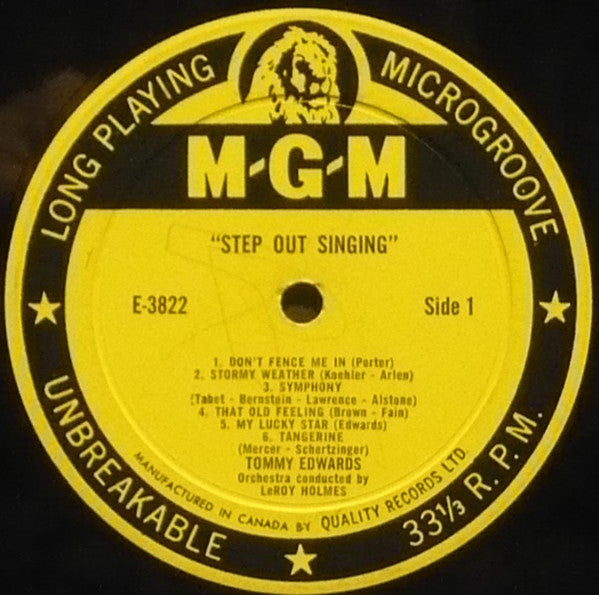 LONG PLAYING MICROGROOVE
M-G-M
"STEP OUT SINGING"
E-3822 Side 1
1. DON'T FENCE ME IN (Porter)
2. STORMY WEATHER (Koehler - Arlen)
3. SYMPHONY
(Tabet - Bernstein - Lawrence - Alstone)
4. THAT OLD FEELING (Brown - Fain)
5. MY LUCKY STAR (Edwards)
6. TANGERINE
(Mercer - Schertzinger)
TOMMY EDWARDS
Orchestra conducted by
LeROY HOLMES
MANUFACTURED IN CANADA BY QUALITY RECORDS LTD.
UNBREAKABLE 33⅓ R.P.M.